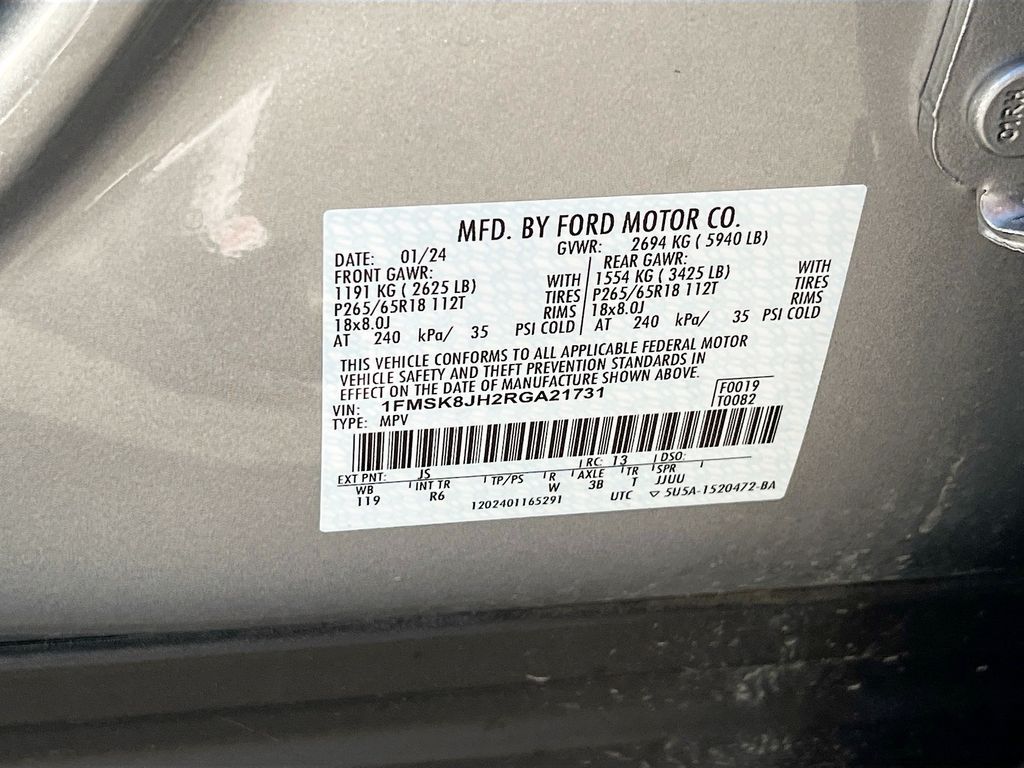 MFD. BY FORD MOTOR CO.
DATE: 01/24
GVWR: 2694 KG ( 5940 LB)
FRONT GAWR:
1191 KG ( 2625 LB)
P265/65R18 112T
18x8.0J
WITH
TIRES
RIMS
AT 240 kPa/ 35 PSI COLD
REAR GAWR:
1554 KG ( 3425 LB)
P265/65R18 112T
18x8.0J
WITH
TIRES
RIMS
AT 240 kPa/ 35 PSI COLD
THIS VEHICLE CONFORMS TO ALL APPLICABLE FEDERAL MOTOR
VEHICLE SAFETY AND THEFT PREVENTION STANDARDS IN
EFFECT ON THE DATE OF MANUFACTURE SHOWN ABOVE.
VIN: 1FMSK8JH2RGA21731
TYPE: MPV
F0019
T0082
EXT PNT: JS RC: 13 DSO:
WB INT TR TP/PS R AXLE TR SPR
119 R6 W 3B T JJUU
1202401165291
UTC ▽ 5U5A-1520472-BA